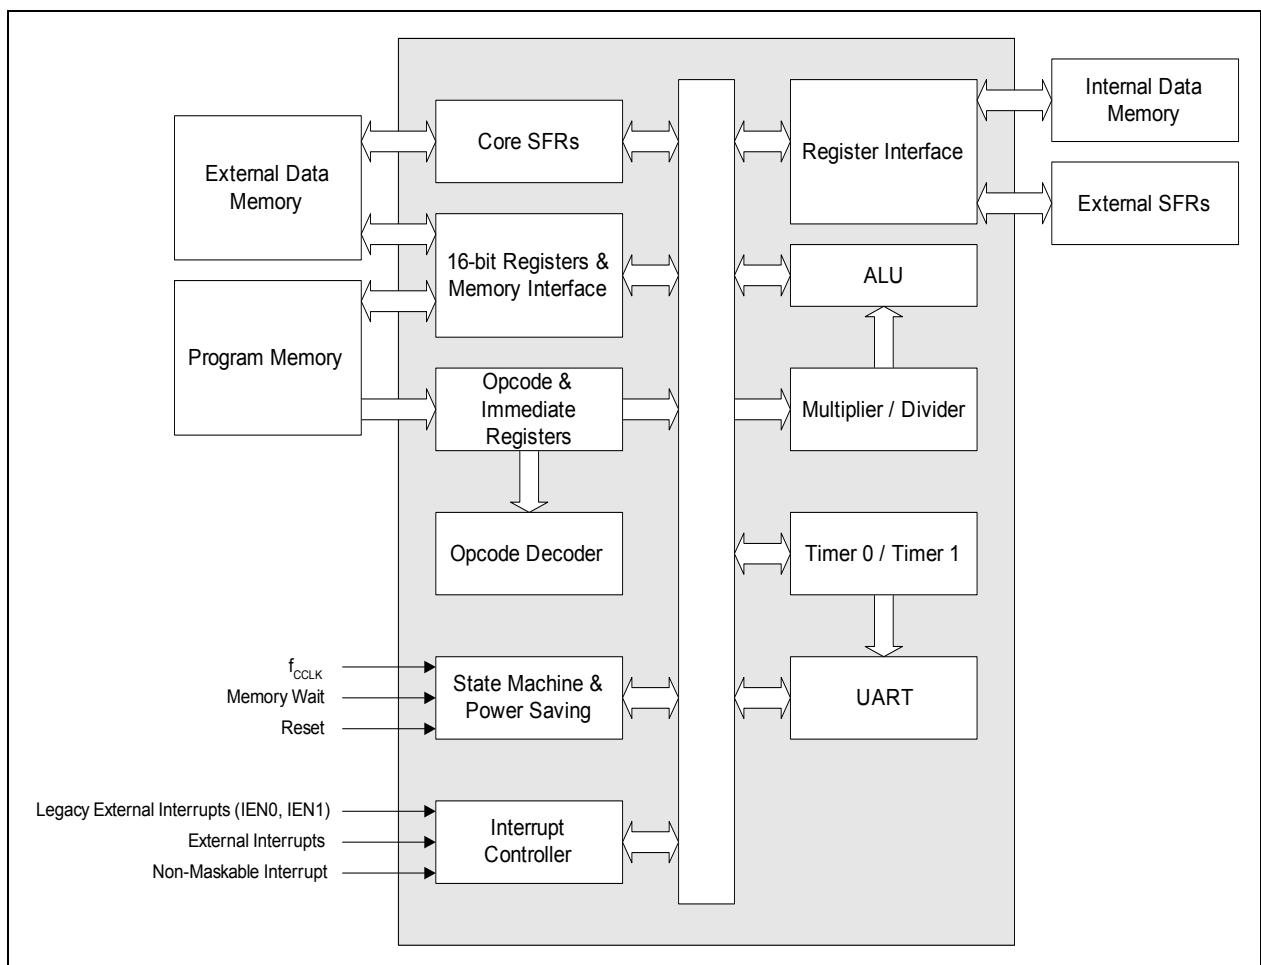 External Data
Memory
Program Memory
Core SFRs
16-bit Registers &
Memory Interface
Opcode &
Immediate
Registers
Opcode Decoder
f_CCLK
Memory Wait
Reset
State Machine &
Power Saving
Legacy External Interrupts (IEN0, IEN1)
External Interrupts
Non-Maskable Interrupt
Interrupt
Controller
Register Interface
ALU
Multiplier / Divider
Timer 0 / Timer 1
UART
Internal Data
Memory
External SFRs